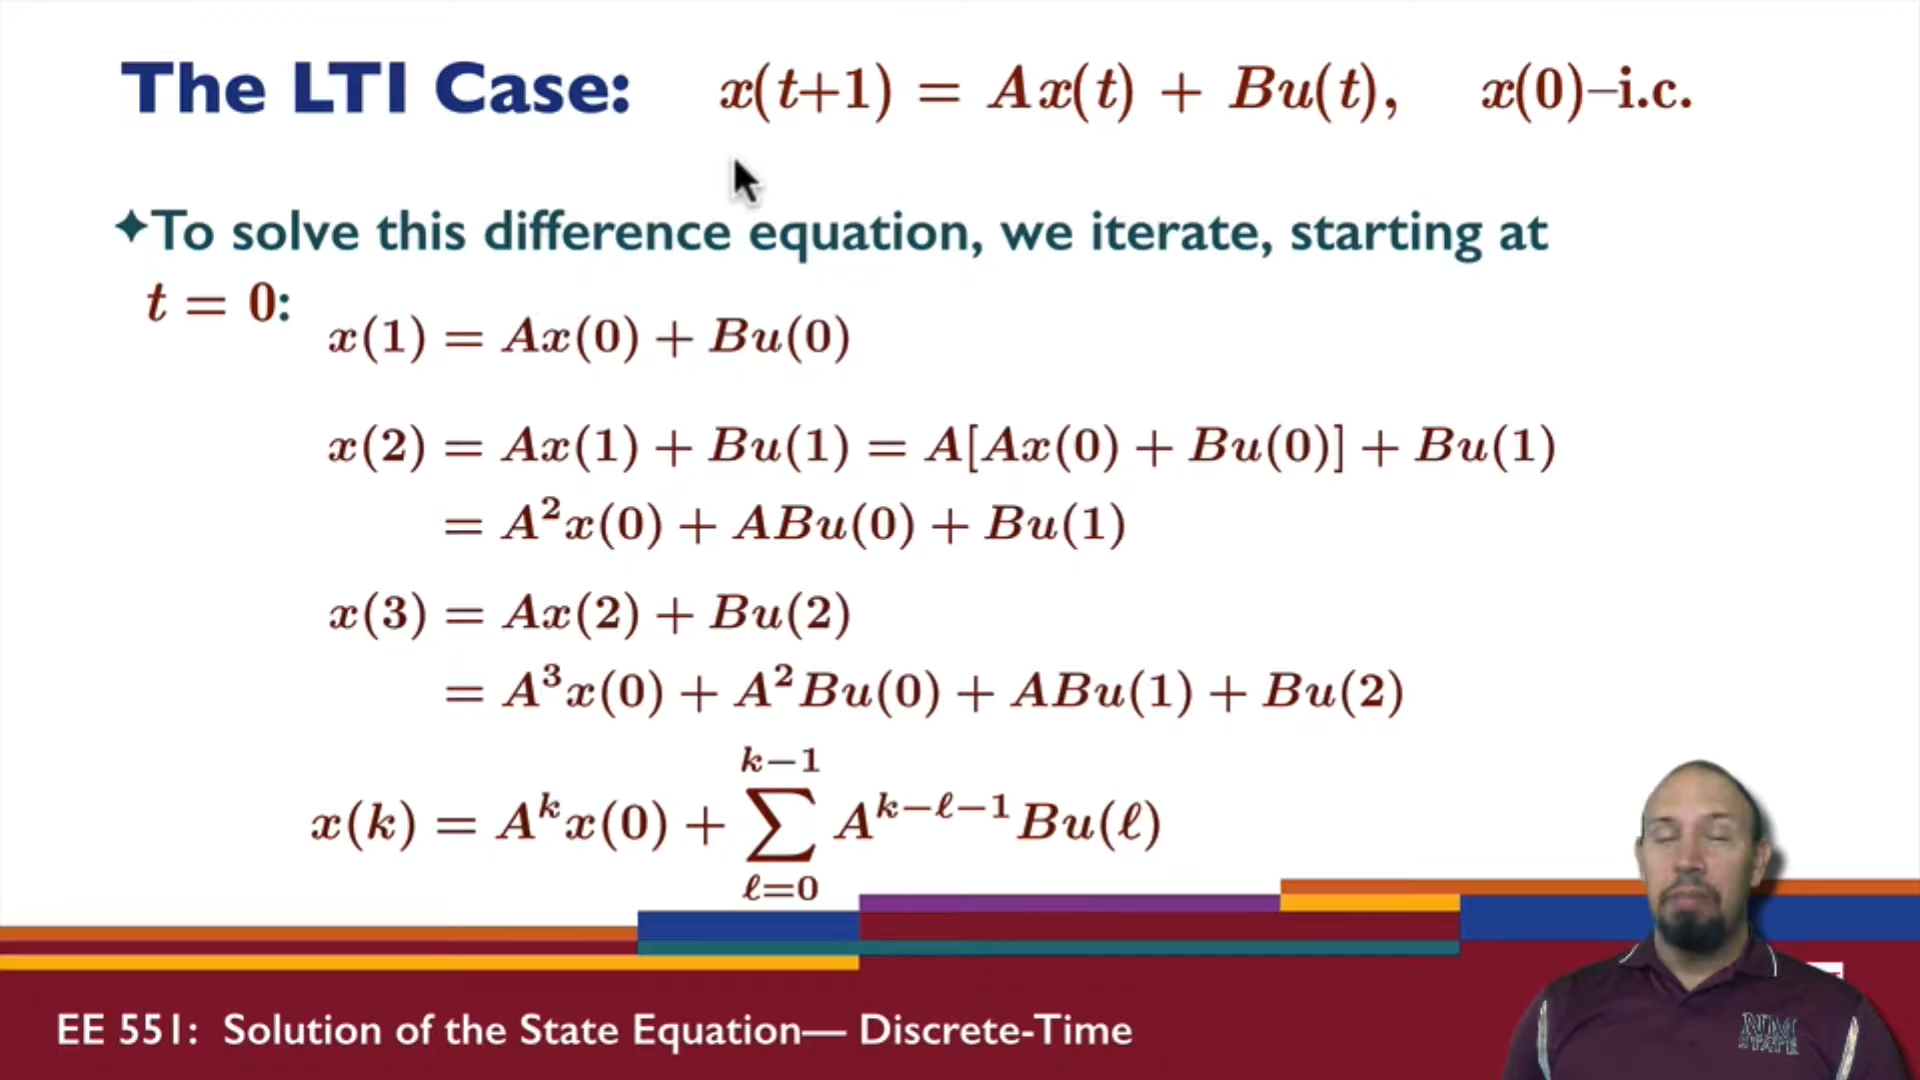 The LTI Case: x(t+1) = Ax(t) + Bu(t), x(0)–i.c.
✦To solve this difference equation, we iterate, starting at
t = 0:
x(1) = Ax(0) + Bu(0)
x(2) = Ax(1) + Bu(1) = A[Ax(0) + Bu(0)] + Bu(1)
= A²x(0) + ABu(0) + Bu(1)
x(3) = Ax(2) + Bu(2)
= A³x(0) + A²Bu(0) + ABu(1) + Bu(2)
x(k) = A^k x(0) + ∑_{ℓ=0}^{k−1} A^{k−ℓ−1} Bu(ℓ)
EE 551: Solution of the State Equation— Discrete-Time
NM
STATE